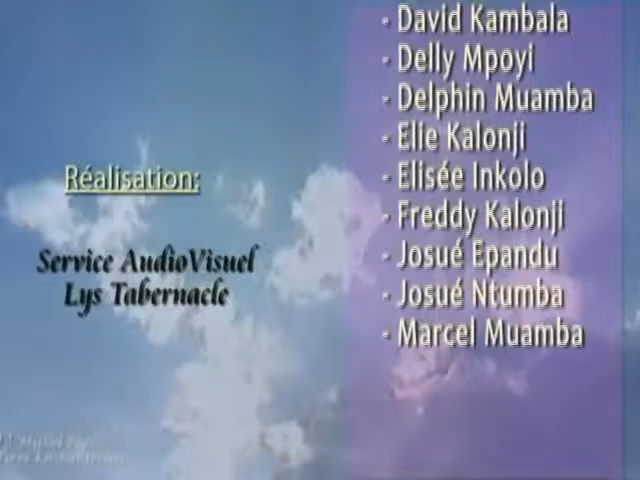 Réalisation:
Service AudioVisuel
Lys Tabernacle
- David Kambala
- Delly Mpoyi
- Delphin Muamba
- Elie Kalonji
- Elisée Inkolo
- Freddy Kalonji
- Josué Epandu
- Josué Ntumba
- Marcel Muamba